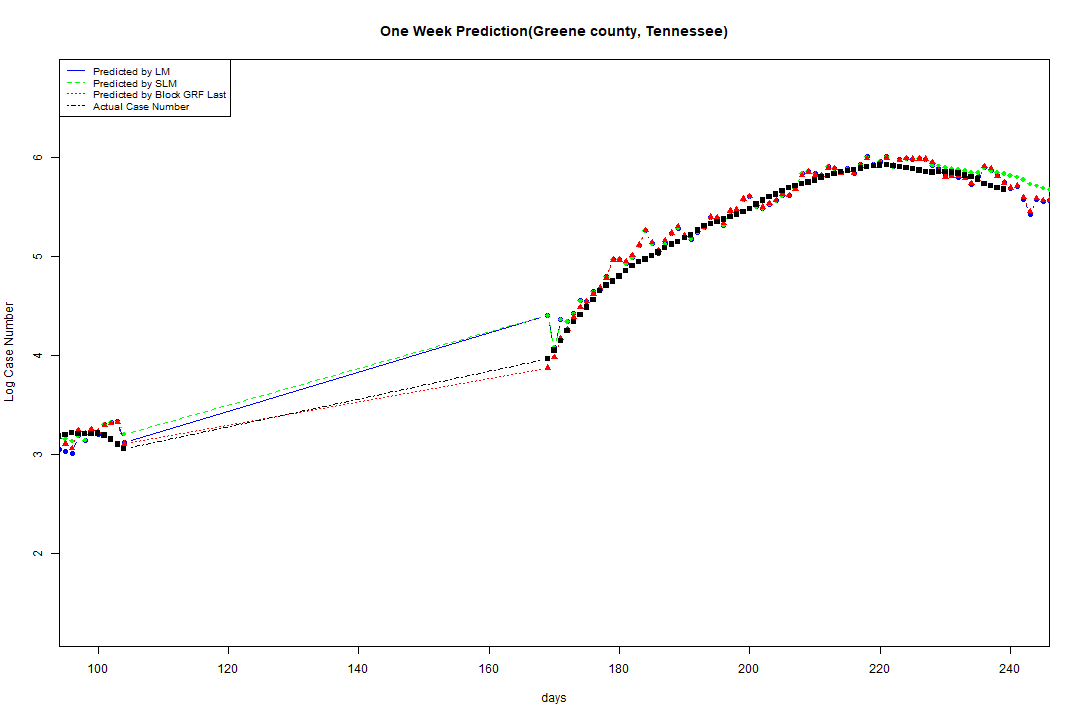 One Week Prediction(Greene county, Tennessee)
Predicted by LM
Predicted by SLM
Predicted by Block GRF Last
Actual Case Number
6
5
4
3
2
Log Case Number
100 120 140 160 180 200 220 240
days